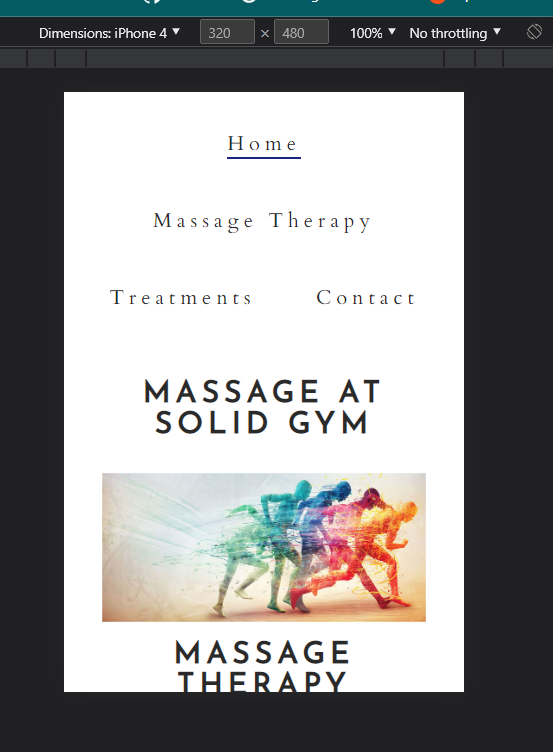 Dimensions: iPhone 4 ▼ 320 × 480 100% ▼ No throttling ▼
Home
Massage Therapy
Treatments Contact
MASSAGE AT
SOLID GYM
MASSAGE
THERAPY